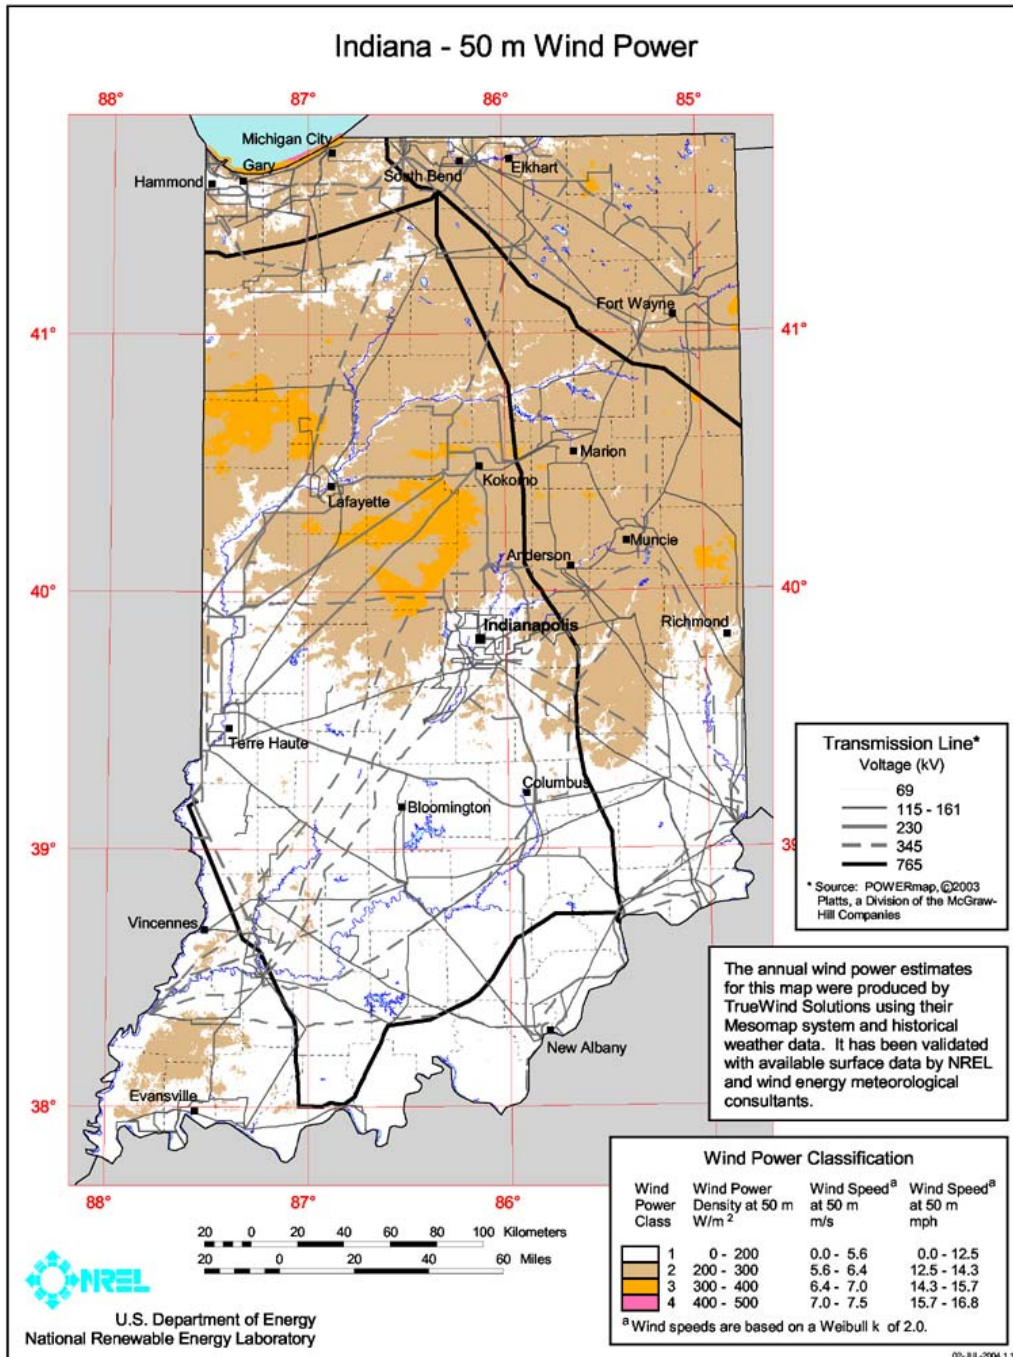 Indiana - 50 m Wind Power
88° 87° 86° 85°
Michigan City
Gary
Hammond
South Bend
Elkhart
Fort Wayne
41° 41°
Marion
Kokomo
Lafayette
Muncie
Anderson
40° 40°
Indianapolis
Richmond
Terre Haute
Columbus
Bloomington
39° 39
Vincennes
New Albany
Evansville
38°
88° 87° 86°
Transmission Line*
Voltage (kV)
69
115 - 161
230
345
765
* Source: POWERmap, ©2003
Platts, a Division of the McGraw-
Hill Companies
The annual wind power estimates
for this map were produced by
TrueWind Solutions using their
Mesomap system and historical
weather data. It has been validated
with available surface data by NREL
and wind energy meteorological
consultants.
Wind Power Classification
Wind Power Class
Wind Power Density at 50 m W/m 2
Wind Speed a at 50 m m/s
Wind Speed a at 50 m mph
1 0 - 200 0.0 - 5.6 0.0 - 12.5
2 200 - 300 5.6 - 6.4 12.5 - 14.3
3 300 - 400 6.4 - 7.0 14.3 - 15.7
4 400 - 500 7.0 - 7.5 15.7 - 16.8
a Wind speeds are based on a Weibull k of 2.0.
20 0 20 40 60 80 100 Kilometers
20 0 20 40 60 Miles
NREL
U.S. Department of Energy
National Renewable Energy Laboratory